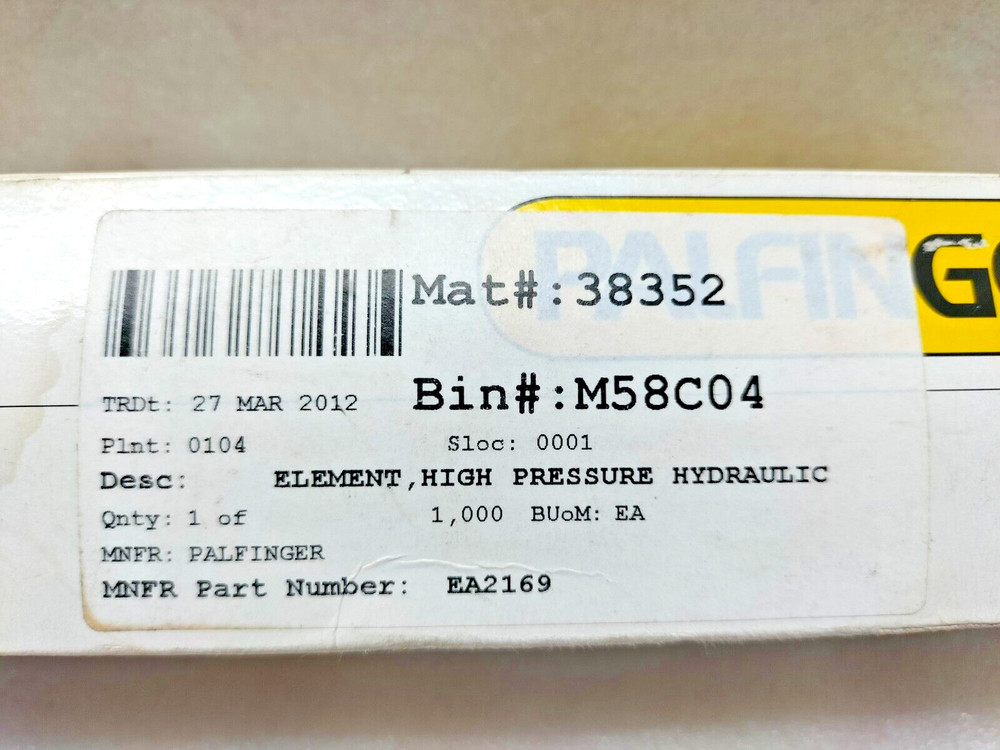 PALFING
Mat#:38352
Bin#:M58C04
TRDt: 27 MAR 2012
Plnt: 0104 Sloc: 0001
Desc: ELEMENT,HIGH PRESSURE HYDRAULIC
Qnty: 1 of 1,000 BUoM: EA
MNFR: PALFINGER
MNFR Part Number: EA2169